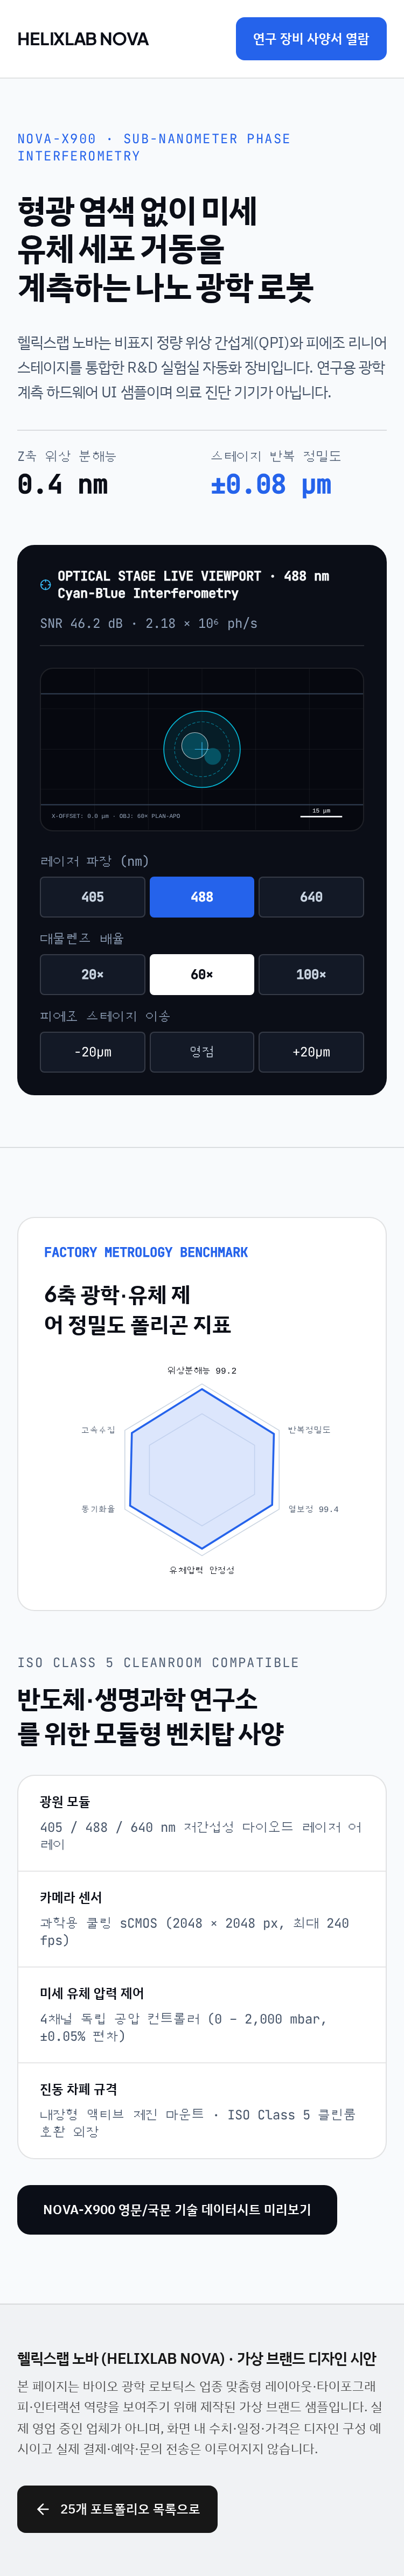 HELIXLAB NOVA
연구 장비 사양서 열람
NOVA-X900 · SUB-NANOMETER PHASE
INTERFEROMETRY
형광 염색 없이 미세
유체 세포 거동을
계측하는 나노 광학 로봇
헬릭스랩 노바는 비표지 정량 위상 간섭계(QPI)와 피에조 리니어
스테이지를 통합한 R&D 실험실 자동화 장비입니다. 연구용 광학
계측 하드웨어 UI 샘플이며 의료 진단 기기가 아닙니다.
Z축 위상 분해능
스테이지 반복 정밀도
0.4 nm
±0.08 μm
OPTICAL STAGE LIVE VIEWPORT · 488 nm
Cyan-Blue Interferometry
SNR 46.2 dB · 2.18 × 10⁶ ph/s
X-OFFSET: 0.0 μm · OBJ: 60× PLAN-APO
15 μm
레이저 파장 (nm)
405
488
640
대물렌즈 배율
20×
60×
100×
피에조 스테이지 이송
-20μm
영점
+20μm
FACTORY METROLOGY BENCHMARK
6축 광학·유체 제
어 정밀도 폴리곤 지표
위상분해능 99.2
고속수집
반복정밀도
동기화율
열보정 99.4
유체압력 안정성
ISO CLASS 5 CLEANROOM COMPATIBLE
반도체·생명과학 연구소
를 위한 모듈형 벤치탑 사양
광원 모듈
405 / 488 / 640 nm 저간섭성 다이오드 레이저 어
레이
카메라 센서
과학용 쿨링 sCMOS (2048 × 2048 px, 최대 240
fps)
미세 유체 압력 제어
4채널 독립 공압 컨트롤러 (0 – 2,000 mbar,
±0.05% 편차)
진동 차폐 규격
내장형 액티브 제진 마운트 · ISO Class 5 클린룸
호환 외장
NOVA-X900 영문/국문 기술 데이터시트 미리보기
헬릭스랩 노바 (HELIXLAB NOVA) · 가상 브랜드 디자인 시안
본 페이지는 바이오 광학 로보틱스 업종 맞춤형 레이아웃·타이포그래
피·인터랙션 역량을 보여주기 위해 제작된 가상 브랜드 샘플입니다. 실
제 영업 중인 업체가 아니며, 화면 내 수치·일정·가격은 디자인 구성 예
시이고 실제 결제·예약·문의 전송은 이루어지지 않습니다.
← 25개 포트폴리오 목록으로